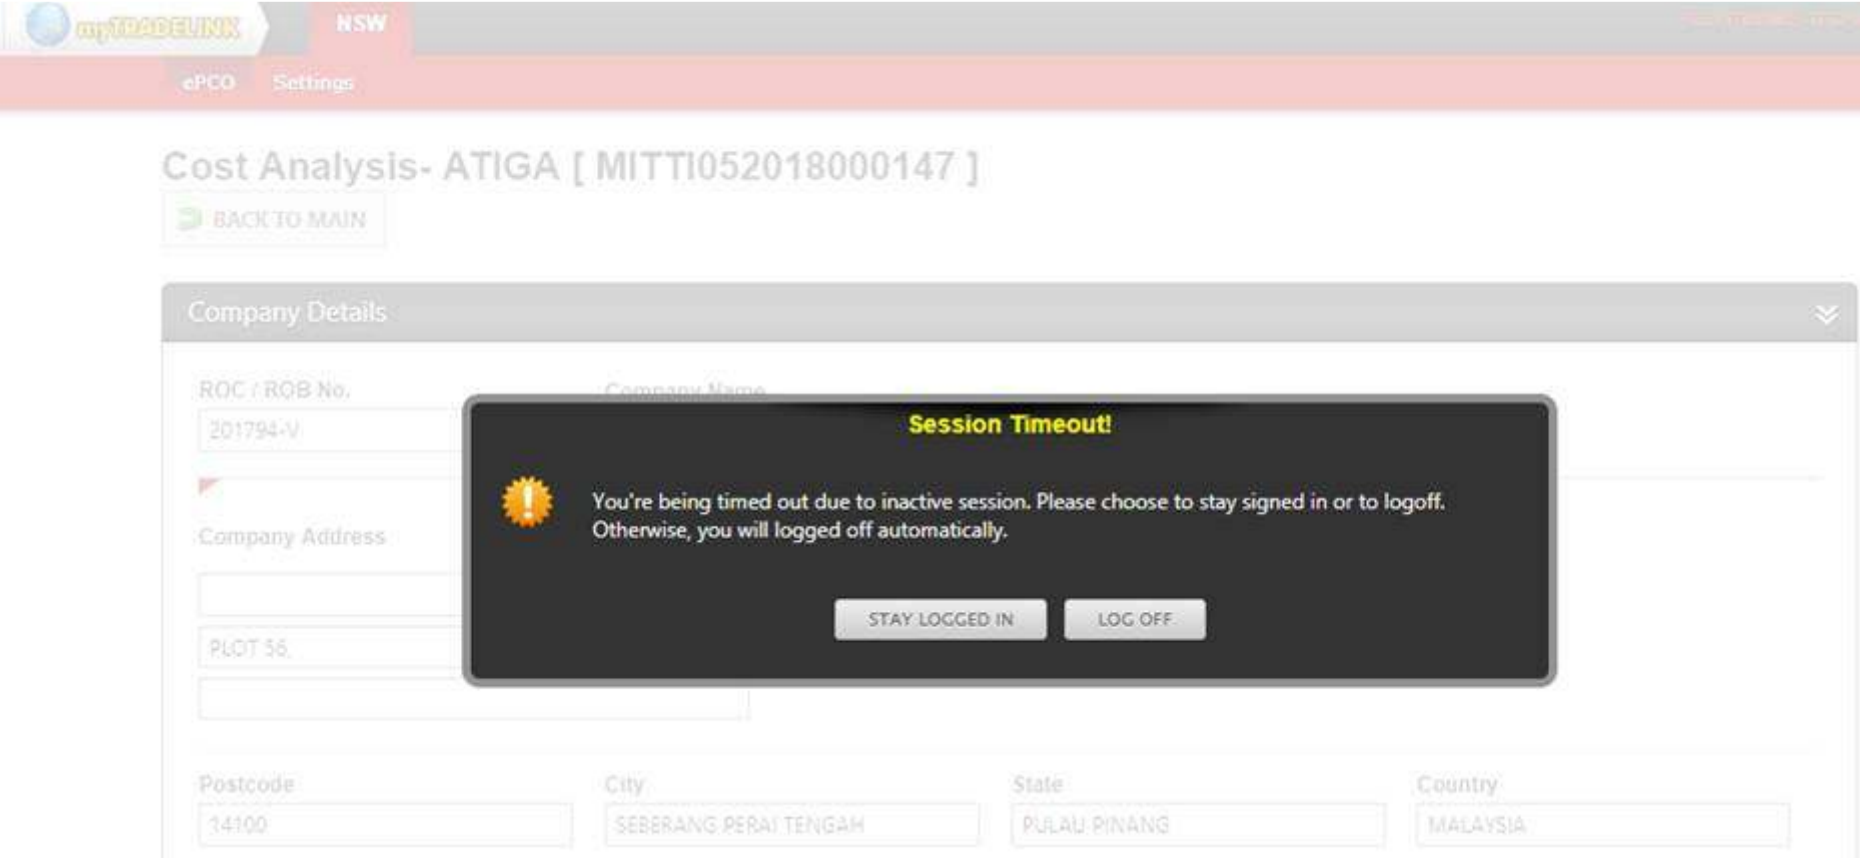 myTRADELINK
NSW
ePCO Settings
Cost Analysis- ATIGA [ MITTI052018000147 ]
BACK TO MAIN
Company Details
ROC / ROB No. Company Name
201794-V
Session Timeout!
You're being timed out due to inactive session. Please choose to stay signed in or to logoff.
Otherwise, you will logged off automatically.
Company Address
STAY LOGGED IN LOG OFF
PLOT 56,
Postcode City State Country
14100 SEBERANG PERAI TENGAH PULAU PINANG MALAYSIA